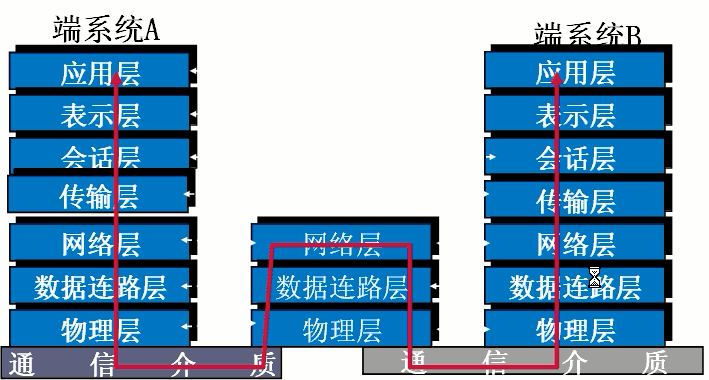 端系统A
端系统B
应用层
表示层
会话层
传输层
网络层
数据连路层
物理层
网络层
数据连路层
物理层
应用层
表示层
会话层
传输层
网络层
数据连路层
物理层
通信介质
通信介质